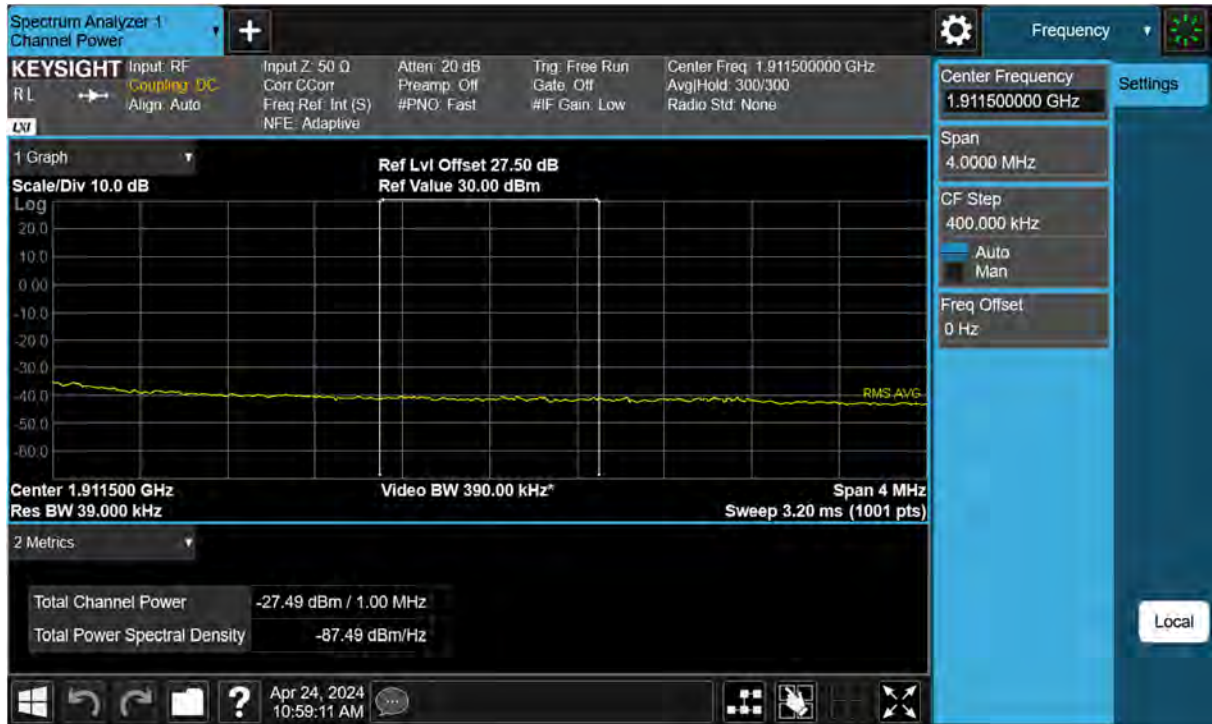 Spectrum Analyzer 1
Channel Power
+
Frequency
KEYSIGHT
RL
LXI
Input: RF
Coupling: DC
Align: Auto
Input Z: 50 Ω
Corr CCorr
Freq Ref: Int (S)
NFE: Adaptive
Atten: 20 dB
Preamp: Off
#PNO: Fast
Trig: Free Run
Gate: Off
#IF Gain: Low
Center Freq: 1.911500000 GHz
Avg|Hold: 300/300
Radio Std: None
1 Graph
Scale/Div 10.0 dB
Ref Lvl Offset 27.50 dB
Ref Value 30.00 dBm
Log
20.0
10.0
0.00
-10.0
-20.0
-30.0
-40.0
-50.0
-60.0
RMS AVG
Center 1.911500 GHz
Video BW 390.00 kHz*
Span 4 MHz
Res BW 39.000 kHz
Sweep 3.20 ms (1001 pts)
2 Metrics
Total Channel Power
-27.49 dBm / 1.00 MHz
Total Power Spectral Density
-87.49 dBm/Hz
Center Frequency
1.911500000 GHz
Settings
Span
4.0000 MHz
CF Step
400.000 kHz
Auto
Man
Freq Offset
0 Hz
Local
?
Apr 24, 2024
10:59:11 AM